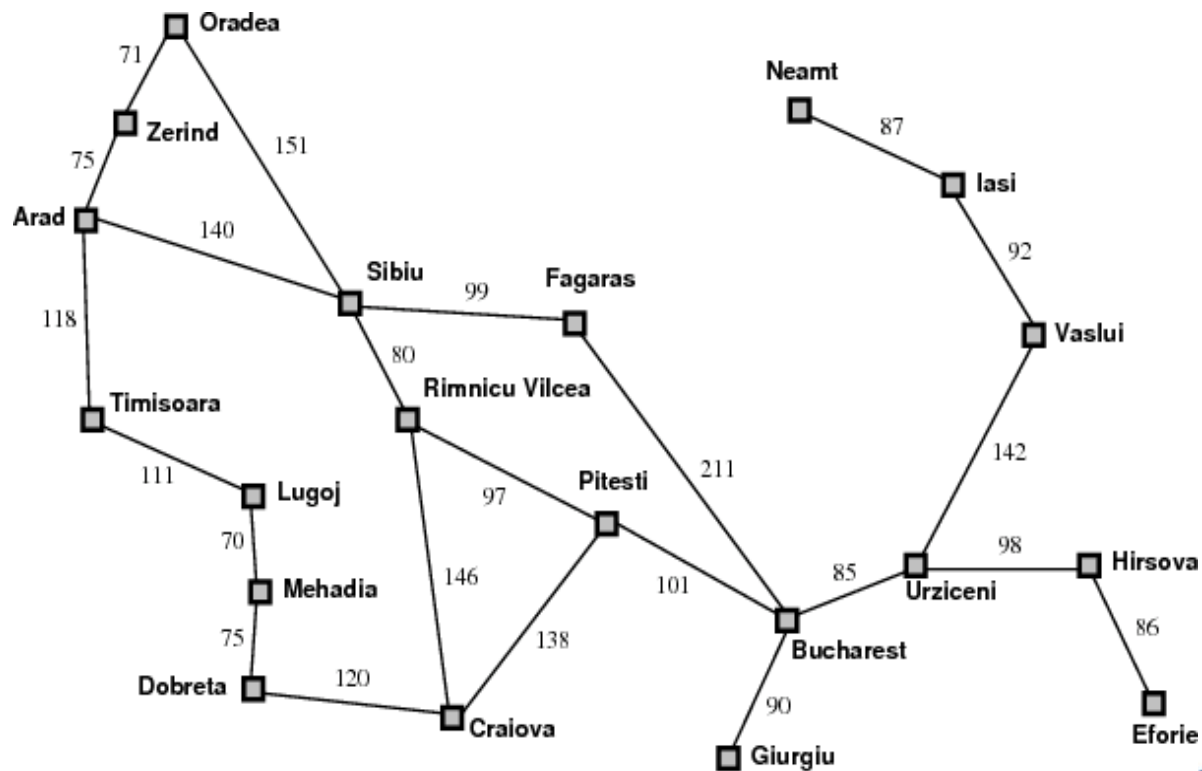 Oradea
71
Neamt
87
Zerind
151
75
Iasi
Arad
140
92
Sibiu
Fagaras
99
118
Vaslui
80
Rimnicu Vilcea
Timisoara
142
211
111
Pitesti
Lugoj
97
70
98
Hirsova
146
101
85
Mehadia
Urziceni
75
138
86
Bucharest
Dobreta
120
90
Craiova
Eforie
Giurgiu